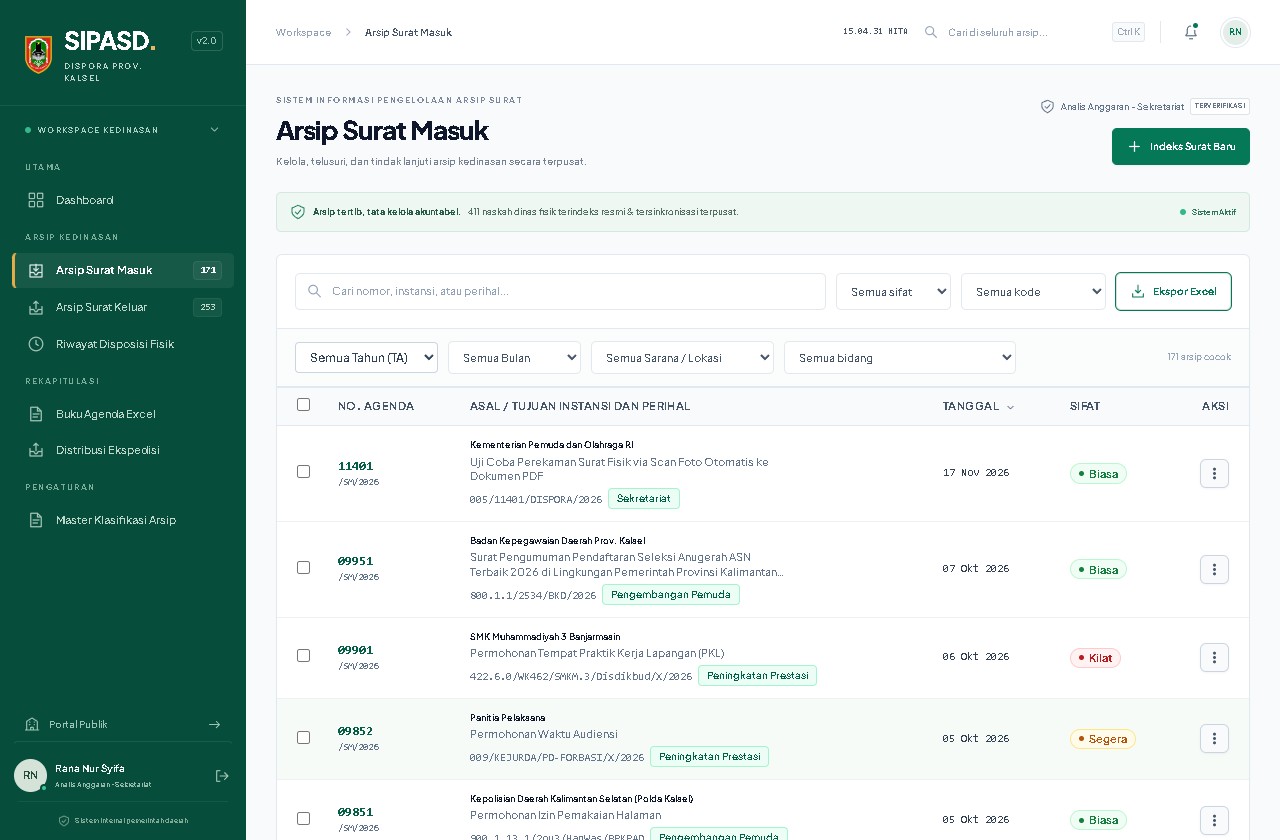 SIPASD.
v2.0
DISPORA PROV.
KALSEL
WORKSPACE KEDINASAN
UTAMA
Dashboard
ARSIP KEDINASAN
Arsip Surat Masuk 171
Arsip Surat Keluar 253
Riwayat Disposisi Fisik
REKAPITULASI
Buku Agenda Excel
Distribusi Ekspedisi
PENGATURAN
Master Klasifikasi Arsip
Portal Publik
RN
Rana Nur Syifa
Analis Anggaran - Sekretariat
Sistem internal pemerintah daerah
Workspace > Arsip Surat Masuk
15.04.31 WITA
Cari di seluruh arsip...
Ctrl K
RN
SISTEM INFORMASI PENGELOLAAN ARSIP SURAT
Arsip Surat Masuk
Kelola, telusuri, dan tindak lanjuti arsip kedinasan secara terpusat.
Analis Anggaran - Sekretariat TERVERIFIKASI
Indeks Surat Baru
Arsip tertib, tata kelola akuntabel. 411 naskah dinas fisik terindeks resmi & tersinkronisasi terpusat.
Sistem Aktif
Cari nomor, instansi, atau perihal...
Semua sifat
Semua kode
Ekspor Excel
Semua Tahun (TA)
Semua Bulan
Semua Sarana / Lokasi
Semua bidang
171 arsip cocok
NO. AGENDA ASAL / TUJUAN INSTANSI DAN PERIHAL TANGGAL SIFAT AKSI
11401
/SM/2026
Kementerian Pemuda dan Olahraga RI
Uji Coba Perekaman Surat Fisik via Scan Foto Otomatis ke
Dokumen PDF
005/11401/DISPORA/2026 Sekretariat
17 Nov 2026
Biasa
09951
/SM/2026
Badan Kepegawaian Daerah Prov. Kalsel
Surat Pengumuman Pendaftaran Seleksi Anugerah ASN
Terbaik 2026 di Lingkungan Pemerintah Provinsi Kalimantan...
800.1.1/2534/BKD/2026 Pengembangan Pemuda
07 Okt 2026
Biasa
09901
/SM/2026
SMK Muhammadiyah 3 Banjarmasin
Permohonan Tempat Praktik Kerja Lapangan (PKL)
422.6.0/WK462/SMKM.3/Disdikbud/X/2026 Peningkatan Prestasi
06 Okt 2026
Kilat
09852
/SM/2026
Panitia Pelaksana
Permohonan Waktu Audiensi
009/KEJURDA/PD-FORBASI/X/2026 Peningkatan Prestasi
05 Okt 2026
Segera
09851
/SM/2026
Kepolisian Daerah Kalimantan Selatan (Polda Kalsel)
Permohonan Izin Pemakaian Halaman
Pengembangan Pemuda
05 Okt 2026
Biasa